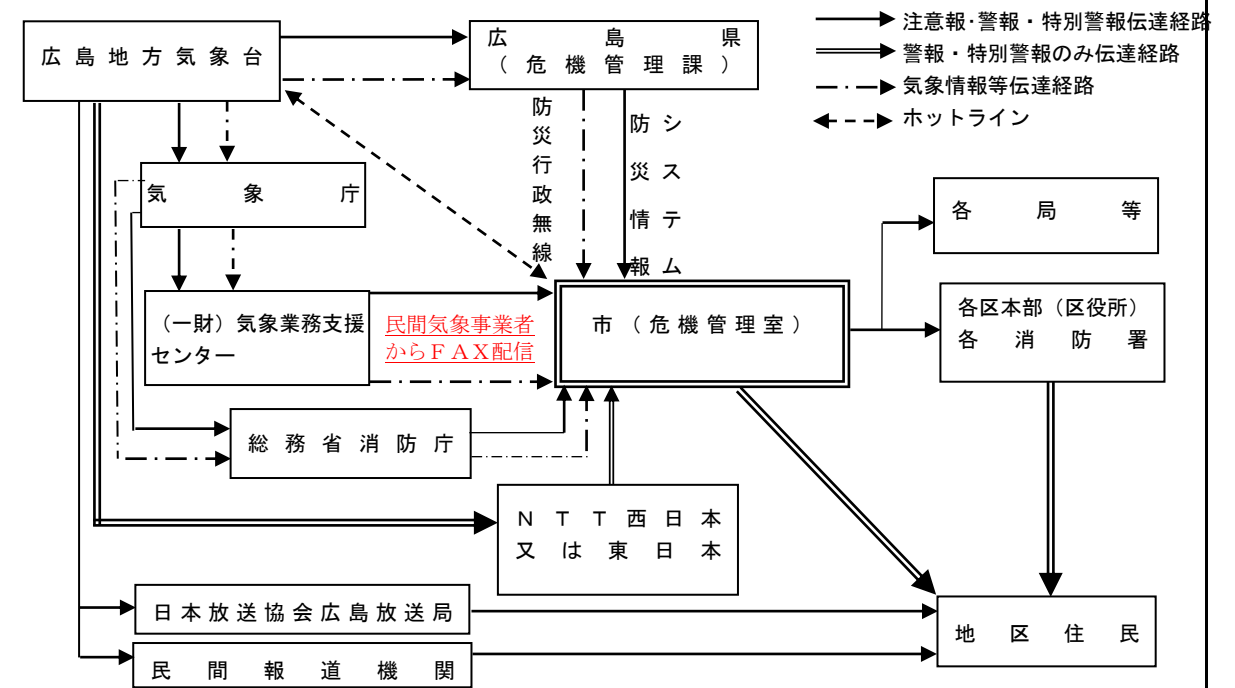 注意報・警報・特別警報伝達経路
警報・特別警報のみ伝達経路
気象情報等伝達経路
ホットライン
広島地方気象台
広島県
（危機管理課）
防災行政無線
防災情報
システム
気象庁
各局等
（一財）気象業務支援
センター
民間気象事業者
からＦＡＸ配信
市（危機管理室）
各区本部（区役所）
各消防署
総務省消防庁
ＮＴＴ西日本
又は東日本
日本放送協会広島放送局
地区住民
民間報道機関